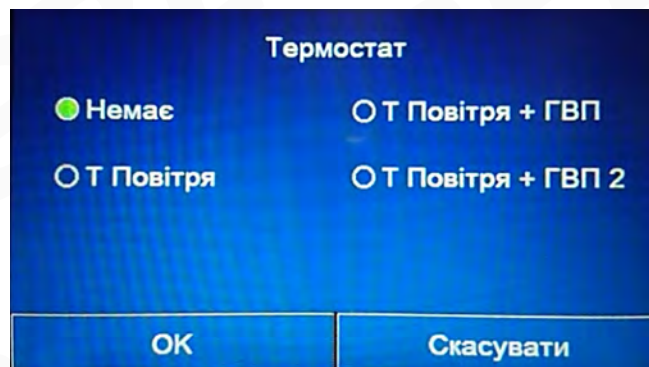 Термостат
Немає
Т Повітря + ГВП
Т Повітря
Т Повітря + ГВП 2
OK
Скасувати